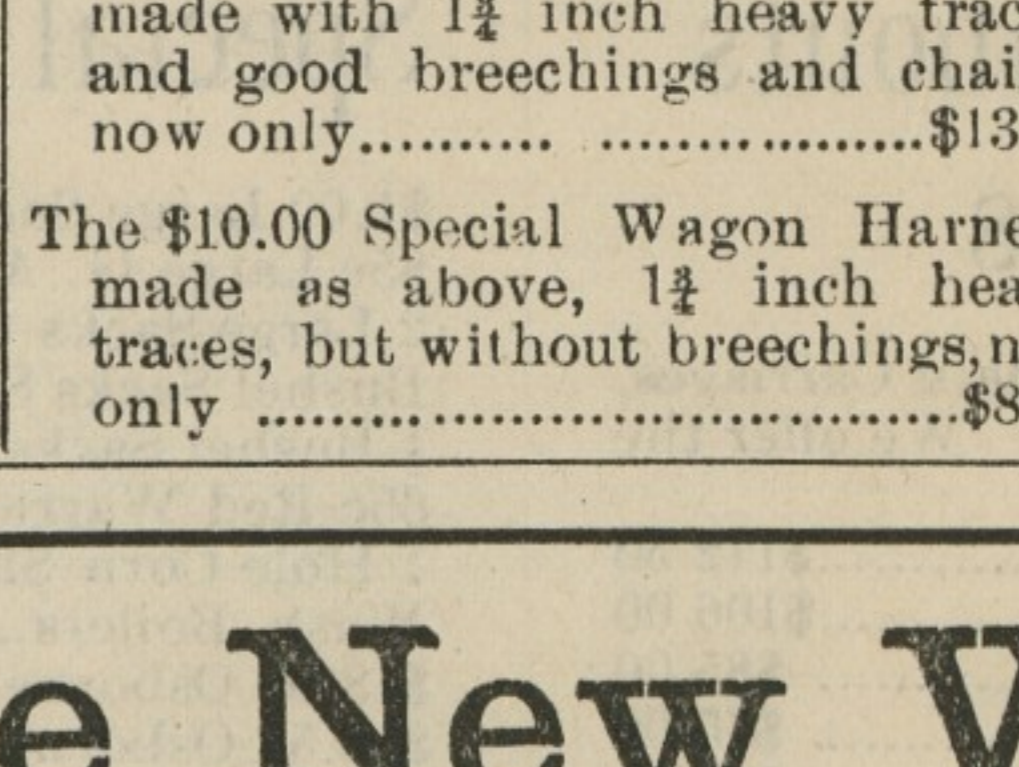 made with 1¾ inch heavy trac
and good breechings and chai
now only.......... ..................$13
The $10.00 Special Wagon Harne
made as above, 1¾ inch hea
traces, but without breechings, n
only ........................................$8
e New W